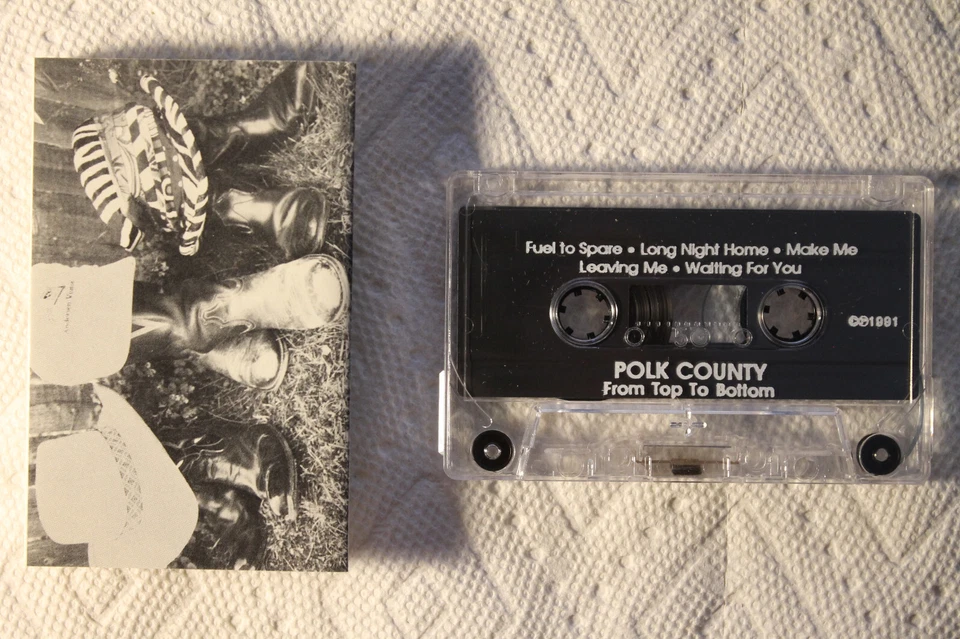 Fuel to Spare • Long Night Home • Make Me
Leaving Me • Waiting For You
©℗1991
POLK COUNTY
From Top To Bottom